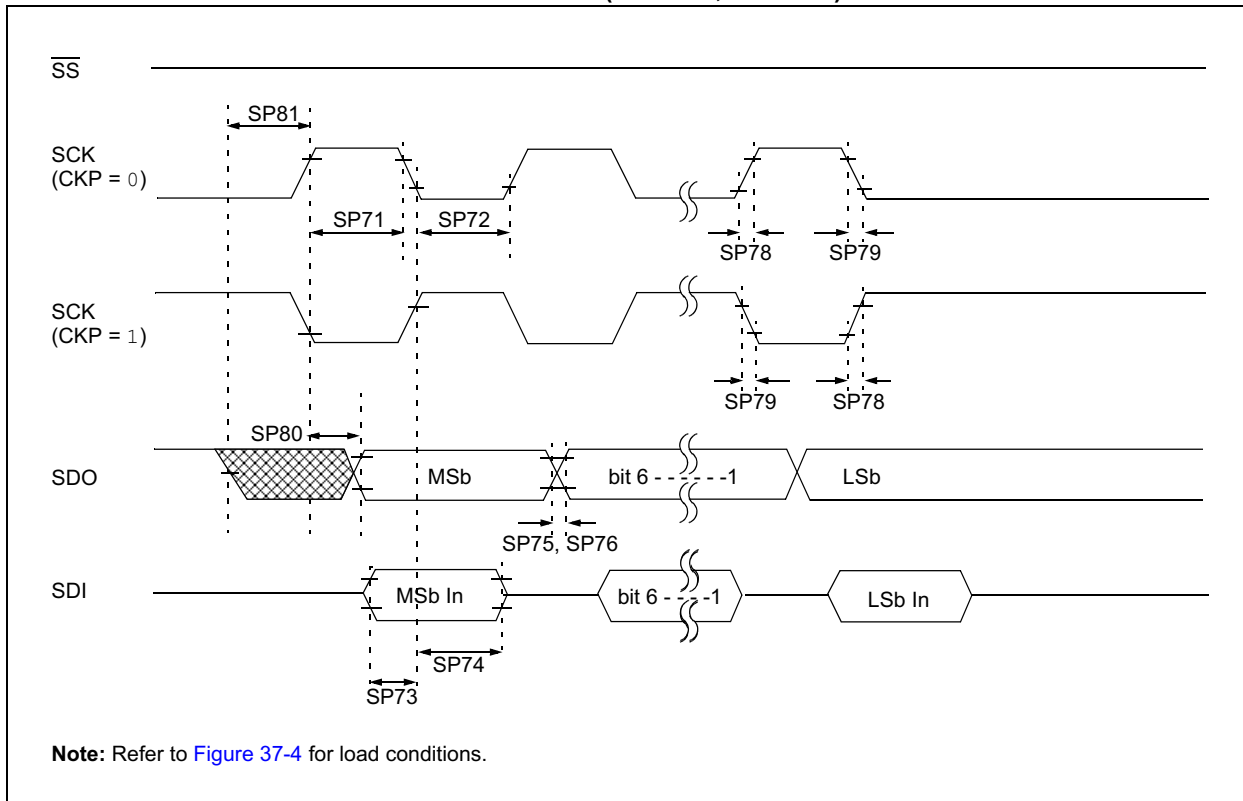 SS
SP81
SCK
(CKP = 0)
SP71
SP72
SP78
SP79
SCK
(CKP = 1)
SP79
SP78
SP80
SDO
MSb
bit 6 - - - - - -1
LSb
SP75, SP76
SDI
MSb In
bit 6 - - - - -1
LSb In
SP74
SP73
Note: Refer to Figure 37-4 for load conditions.